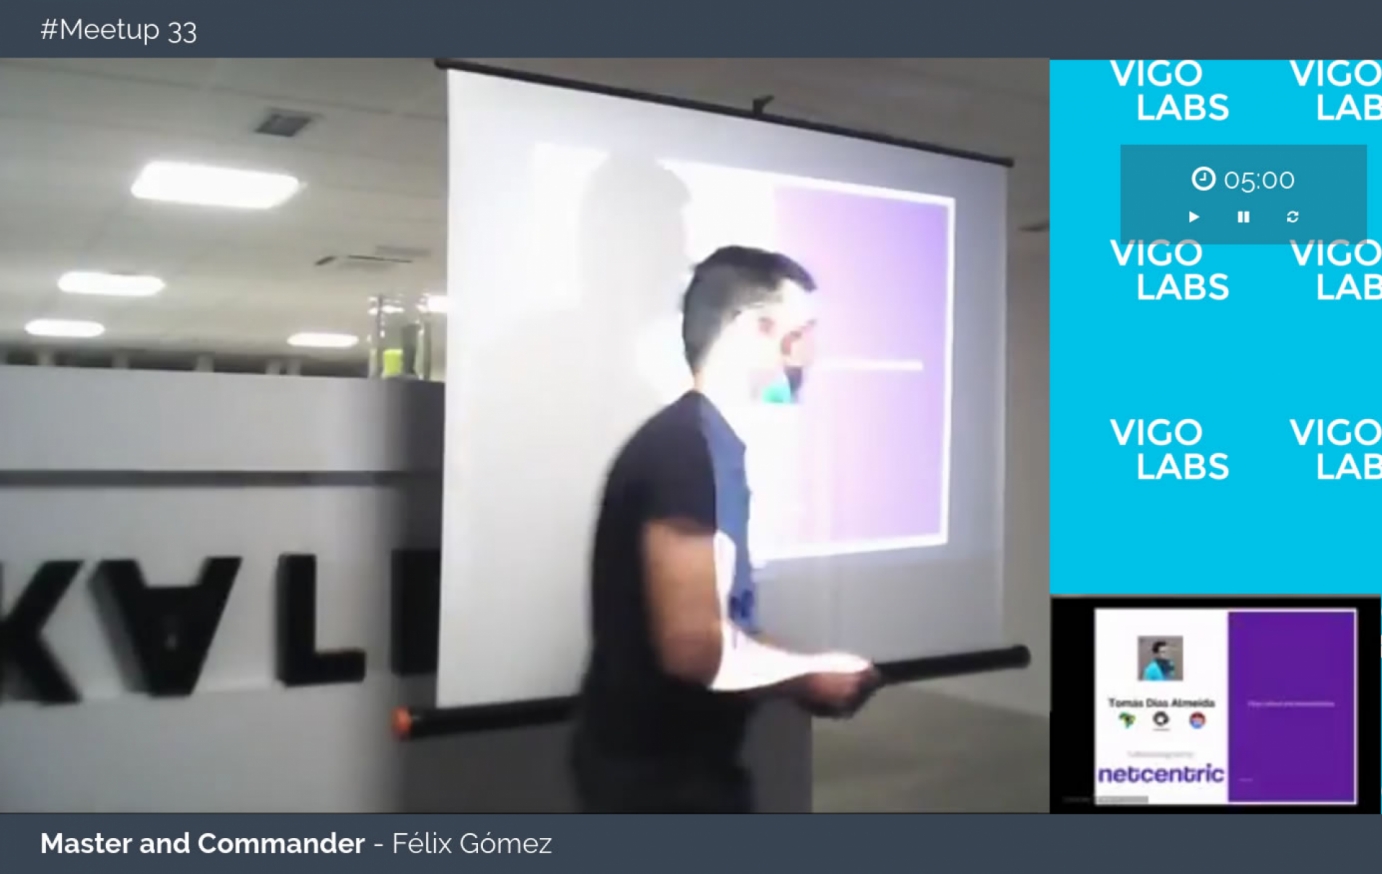 #Meetup 33
VIGO VIGO
LABS LAB
05:00
VIGO VIGO
LABS LAB
VIGO VIGO
LABS LAB
KALI
Tomás Dias Almeida
netcentric
Master and Commander - Félix Gómez